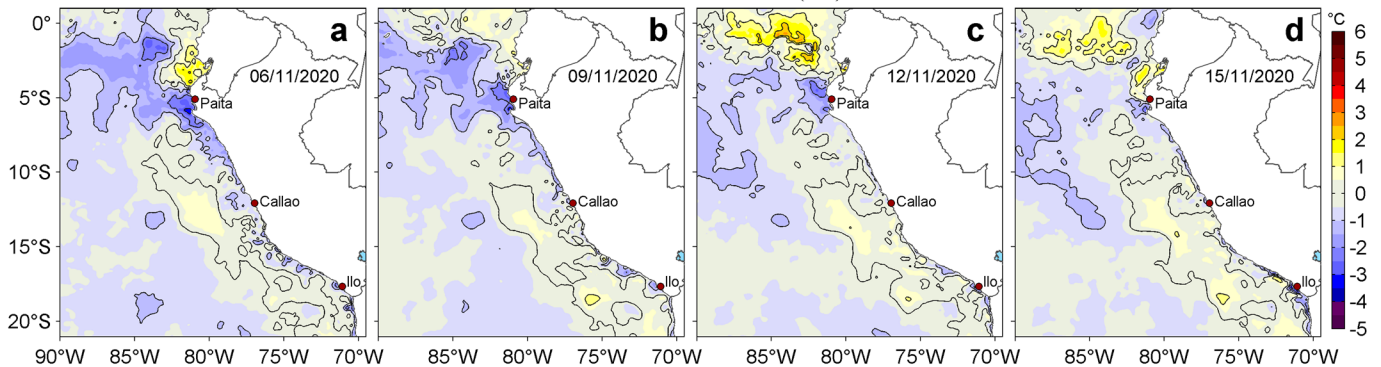 a b c d °C
06/11/2020 09/11/2020 12/11/2020 15/11/2020
Paita Paita Paita Paita
Callao Callao Callao Callao
Ilo Ilo Ilo Ilo
0°
5°S
10°S
15°S
20°S
90°W 85°W 80°W 75°W 70°W 85°W 80°W 75°W 70°W 85°W 80°W 75°W 70°W 85°W 80°W 75°W 70°W
6
5
4
3
2
1
0
-1
-2
-3
-4
-5